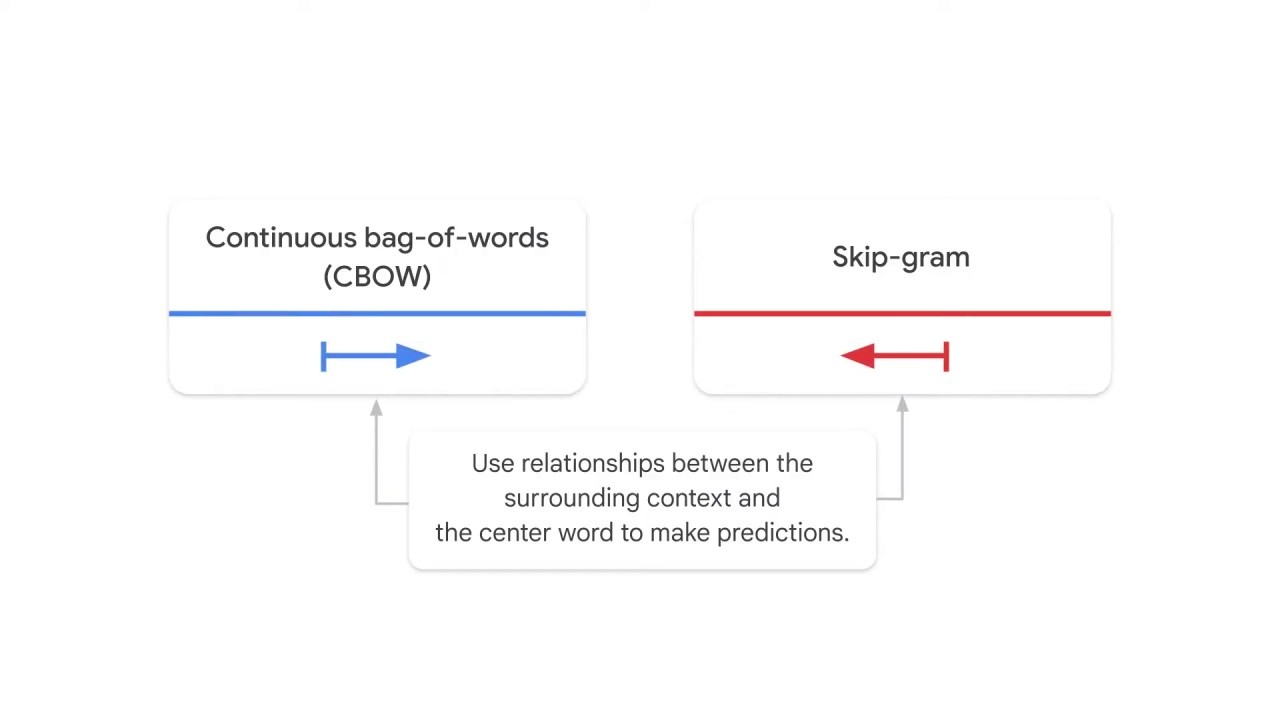 Continuous bag-of-words
(CBOW)
Skip-gram
Use relationships between the
surrounding context and
the center word to make predictions.